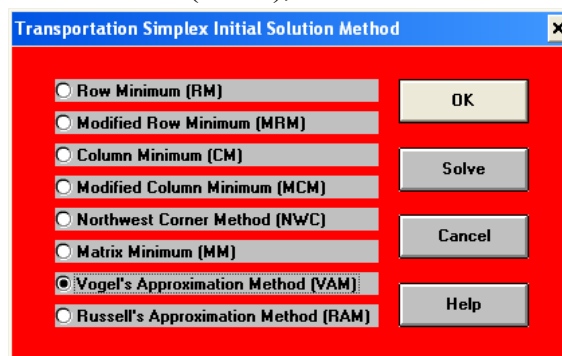 Transportation Simplex Initial Solution Method
Row Minimum (RM)
Modified Row Minimum (MRM)
Column Minimum (CM)
Modified Column Minimum (MCM)
Northwest Corner Method (NWC)
Matrix Minimum (MM)
Vogel's Approximation Method (VAM)
Russell's Approximation Method (RAM)
OK
Solve
Cancel
Help